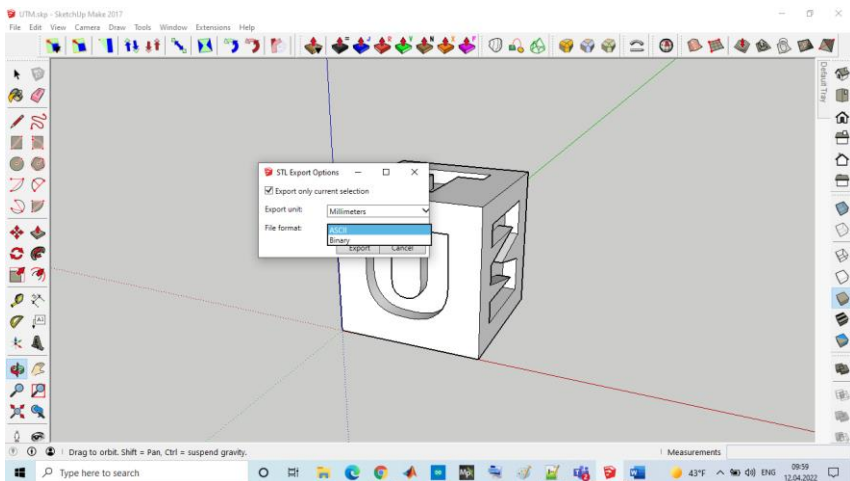 UTM.skp - SketchUp Make 2017
File Edit View Camera Draw Tools Window Extensions Help
Default Tray
STL Export Options
Export only current selection
Export unit: Millimeters
File format: ASCII
Binary
Export Cancel
U
Drag to orbit. Shift = Pan, Ctrl = suspend gravity.
Measurements
Type here to search
43°F ENG 09:59
12.04.2022